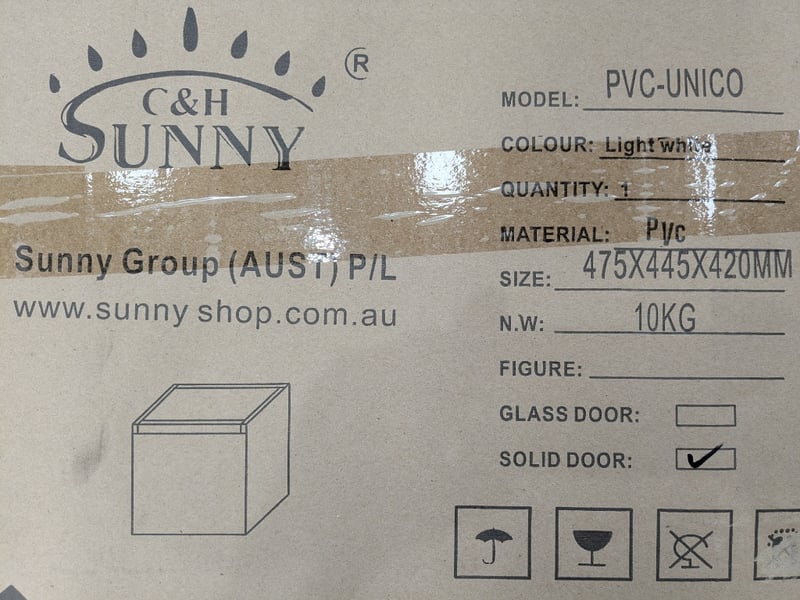 C&H
SUNNY
®
Sunny Group (AUST) P/L
www.sunny shop.com.au
MODEL: PVC-UNICO
COLOUR: Light white
QUANTITY: 1
MATERIAL: Pvc
SIZE: 475X445X420MM
N.W: 10KG
FIGURE:
GLASS DOOR:
SOLID DOOR: